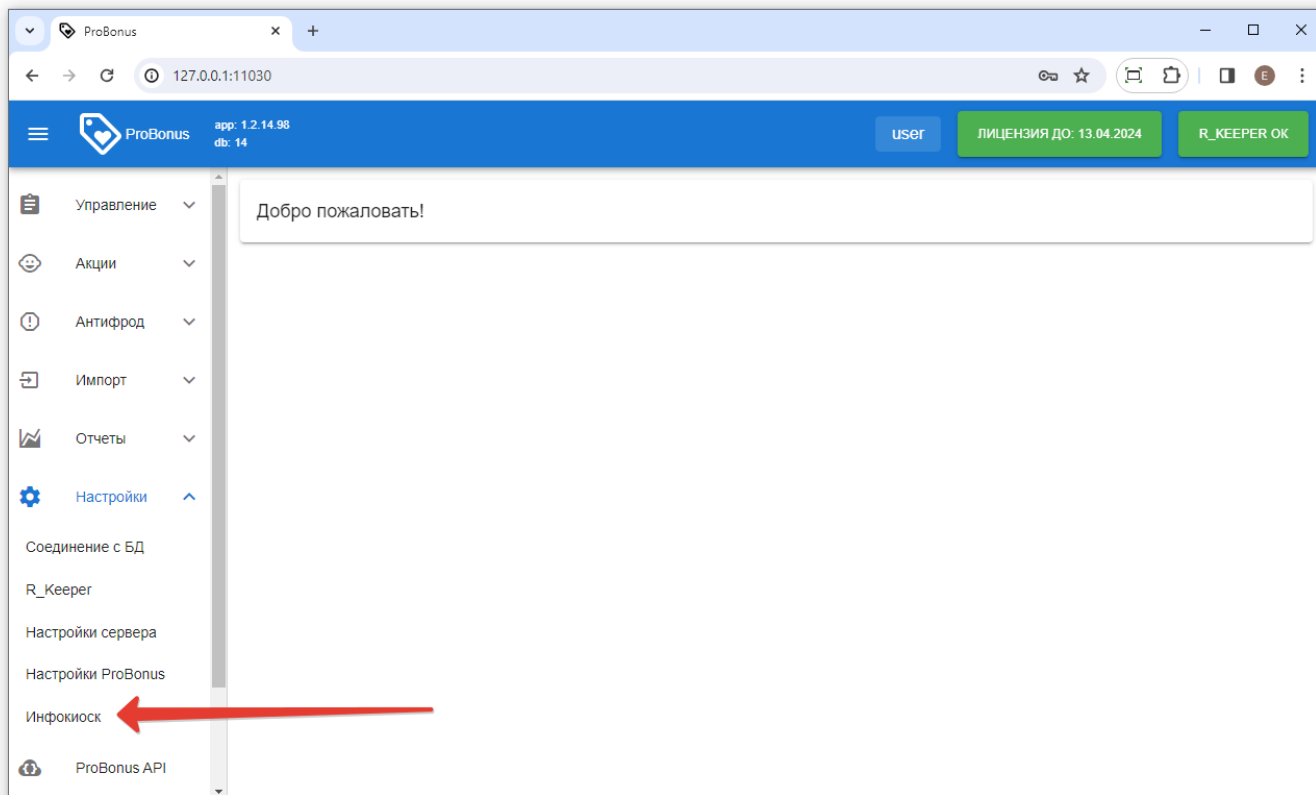 ProBonus
127.0.0.1:11030
E
ProBonus
app: 1.2.14.98
db: 14
user
ЛИЦЕНЗИЯ ДО: 13.04.2024
R_KEEPER OK
Управление
Добро пожаловать!
Акции
Антифрод
Импорт
Отчеты
Настройки
Соединение с БД
R_Keeper
Настройки сервера
Настройки ProBonus
Инфокиоск
ProBonus API